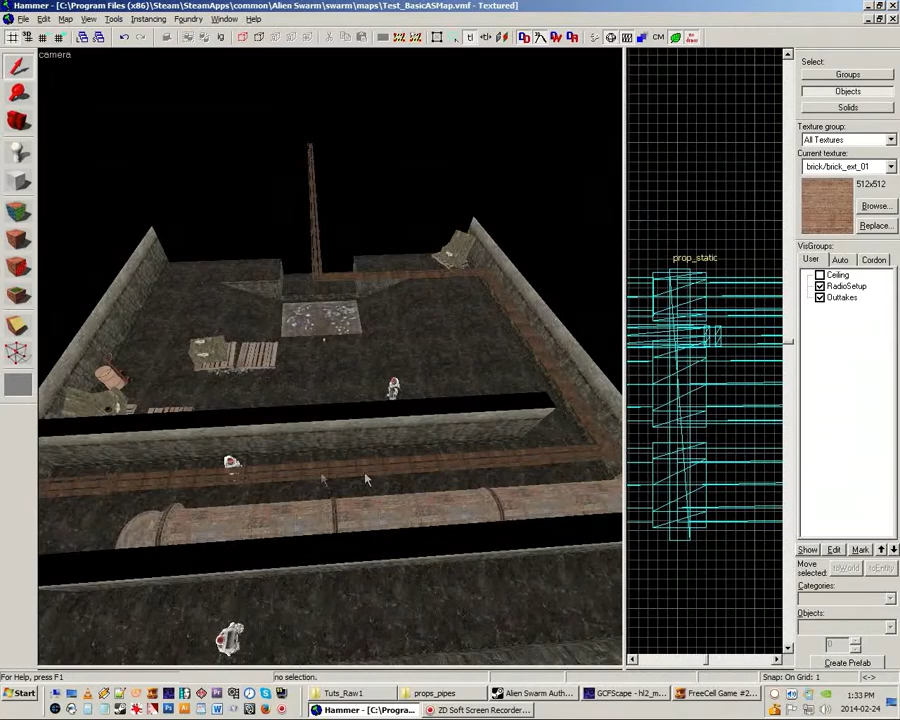 Hammer - [C:\Program Files (x86)\Steam\SteamApps\common\Alien Swarm\swarm\maps\Test_BasicASMap.vmf - Textured]
File Edit Map View Tools Instancing Foundry Window Help
camera
prop_static
Select:
Groups
Objects
Solids
Texture group:
All Textures
Current texture:
brick/brick_ext_01
512x512
Browse...
Replace...
VisGroups:
User Auto Cordon
Ceiling
RadioSetup
Outtakes
Show Edit Mark
Move selected:
toWorld toEntity
Categories:
Objects:
0
Create Prefab
For Help, press F1
no selection.
Snap: On Grid: 1
<->
Start
Tuts_Raw1
props_pipes
Alien Swarm Auth...
GCFScape - hl2_m...
FreeCell Game #2...
1:33 PM
Hammer - [C:\Progra...
ZD Soft Screen Recorder...
2014-02-24